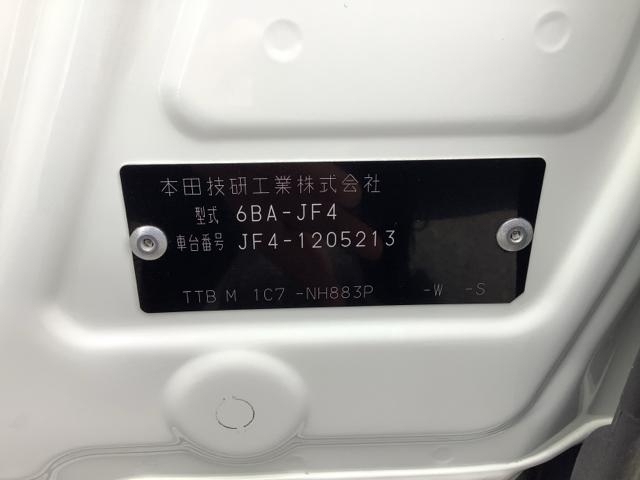 本田技研工業株式会社
型式 6BA-JF4
車台番号 JF4-1205213
TTB M 1C7 -NH883P -W -S